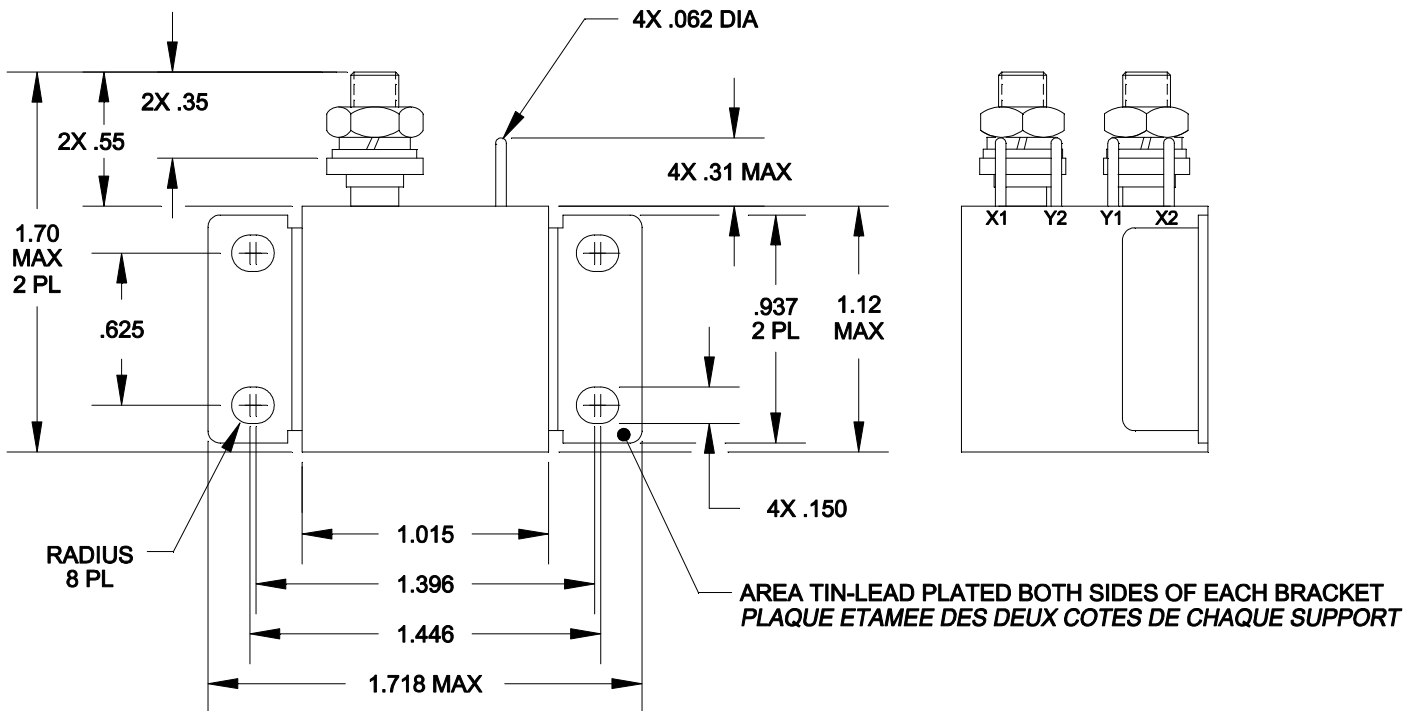 4X .062 DIA
2X .35
2X .55
4X .31 MAX
X1 Y2 Y1 X2
1.70
MAX
2 PL
.625
.937
2 PL
1.12
MAX
4X .150
1.015
RADIUS
8 PL
1.396
AREA TIN-LEAD PLATED BOTH SIDES OF EACH BRACKET
PLAQUE ETAMEE DES DEUX COTES DE CHAQUE SUPPORT
1.446
1.718 MAX